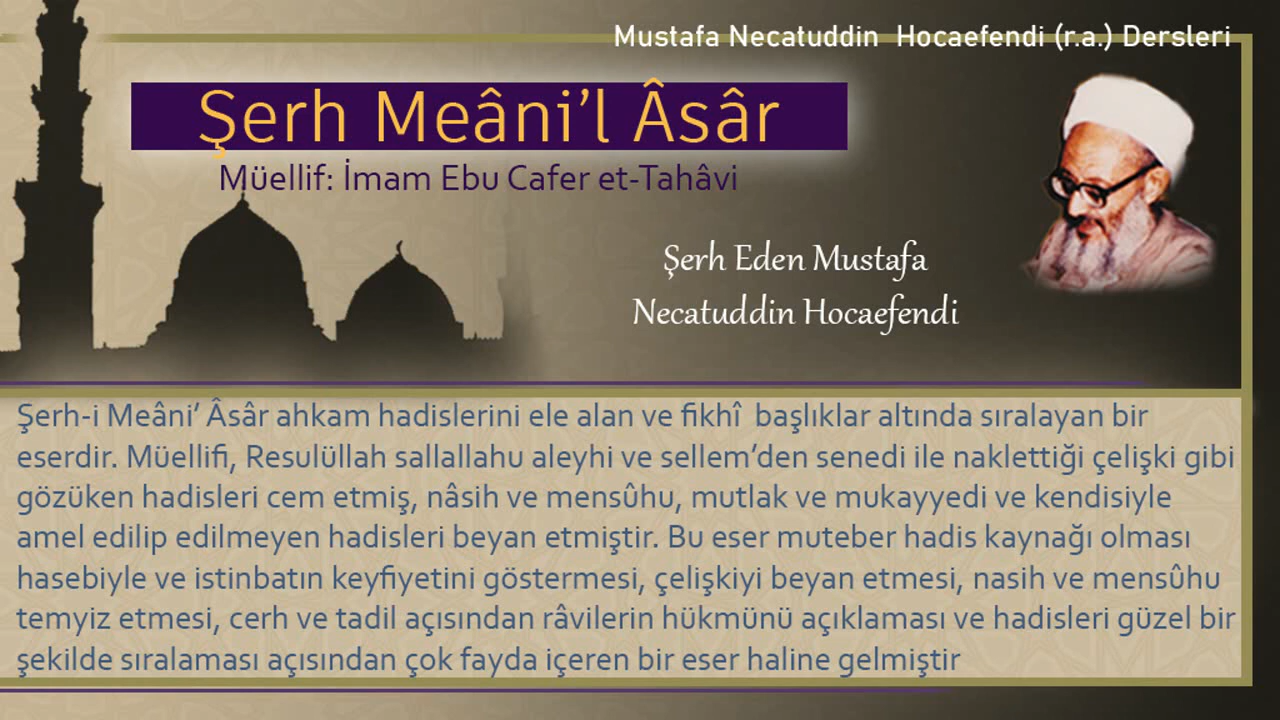 Mustafa Necatuddin Hocaefendi (r.a.) Dersleri
Şerh Meâni’l Âsâr
Müellif: İmam Ebu Cafer et-Tahâvi
Şerh Eden Mustafa
Necatuddin Hocaefendi
Şerh-i Meâni’ Âsâr ahkam hadislerini ele alan ve fikhî başlıklar altında sıralayan bir
eserdir. Müellifi, Resulüllah sallallahu aleyhi ve sellem’den senedi ile naklettiği çelişki gibi
gözüken hadisleri cem etmiş, nâsih ve mensûhu, mutlak ve mukayyedi ve kendisiyle
amel edilip edilmeyen hadisleri beyan etmiştir. Bu eser muteber hadis kaynağı olması
hasebiyle ve istinbatın keyfiyetini göstermesi, çelişkiyi beyan etmesi, nasih ve mensûhu
temyiz etmesi, cerh ve tadil açısından râvilerin hükmünü açıklaması ve hadisleri güzel bir
şekilde sıralaması açısından çok fayda içeren bir eser haline gelmiştir